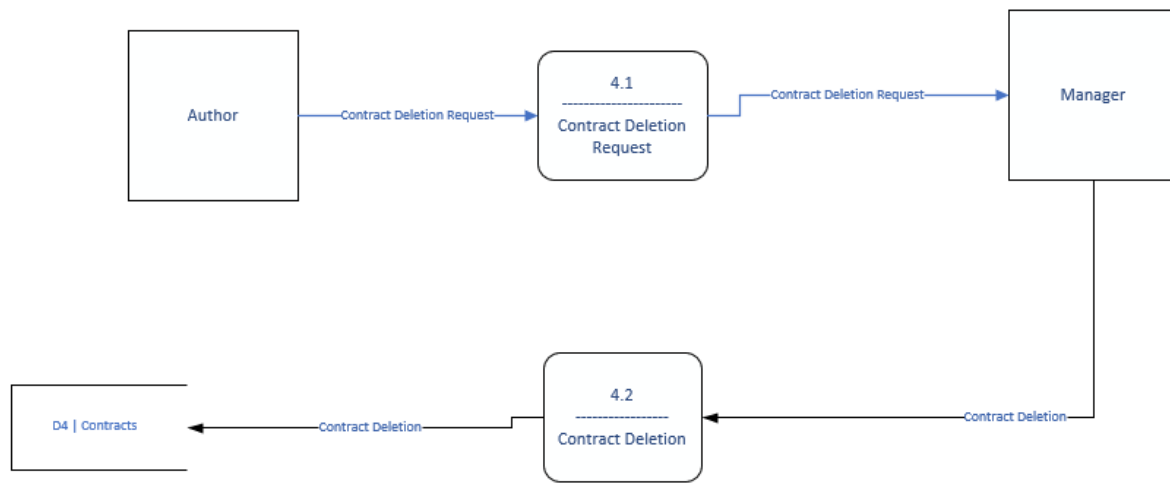 Author
Contract Deletion Request
4.1
-----------------------
Contract Deletion
Request
Contract Deletion Request
Manager
D4 | Contracts
Contract Deletion
4.2
-----------------
Contract Deletion
Contract Deletion